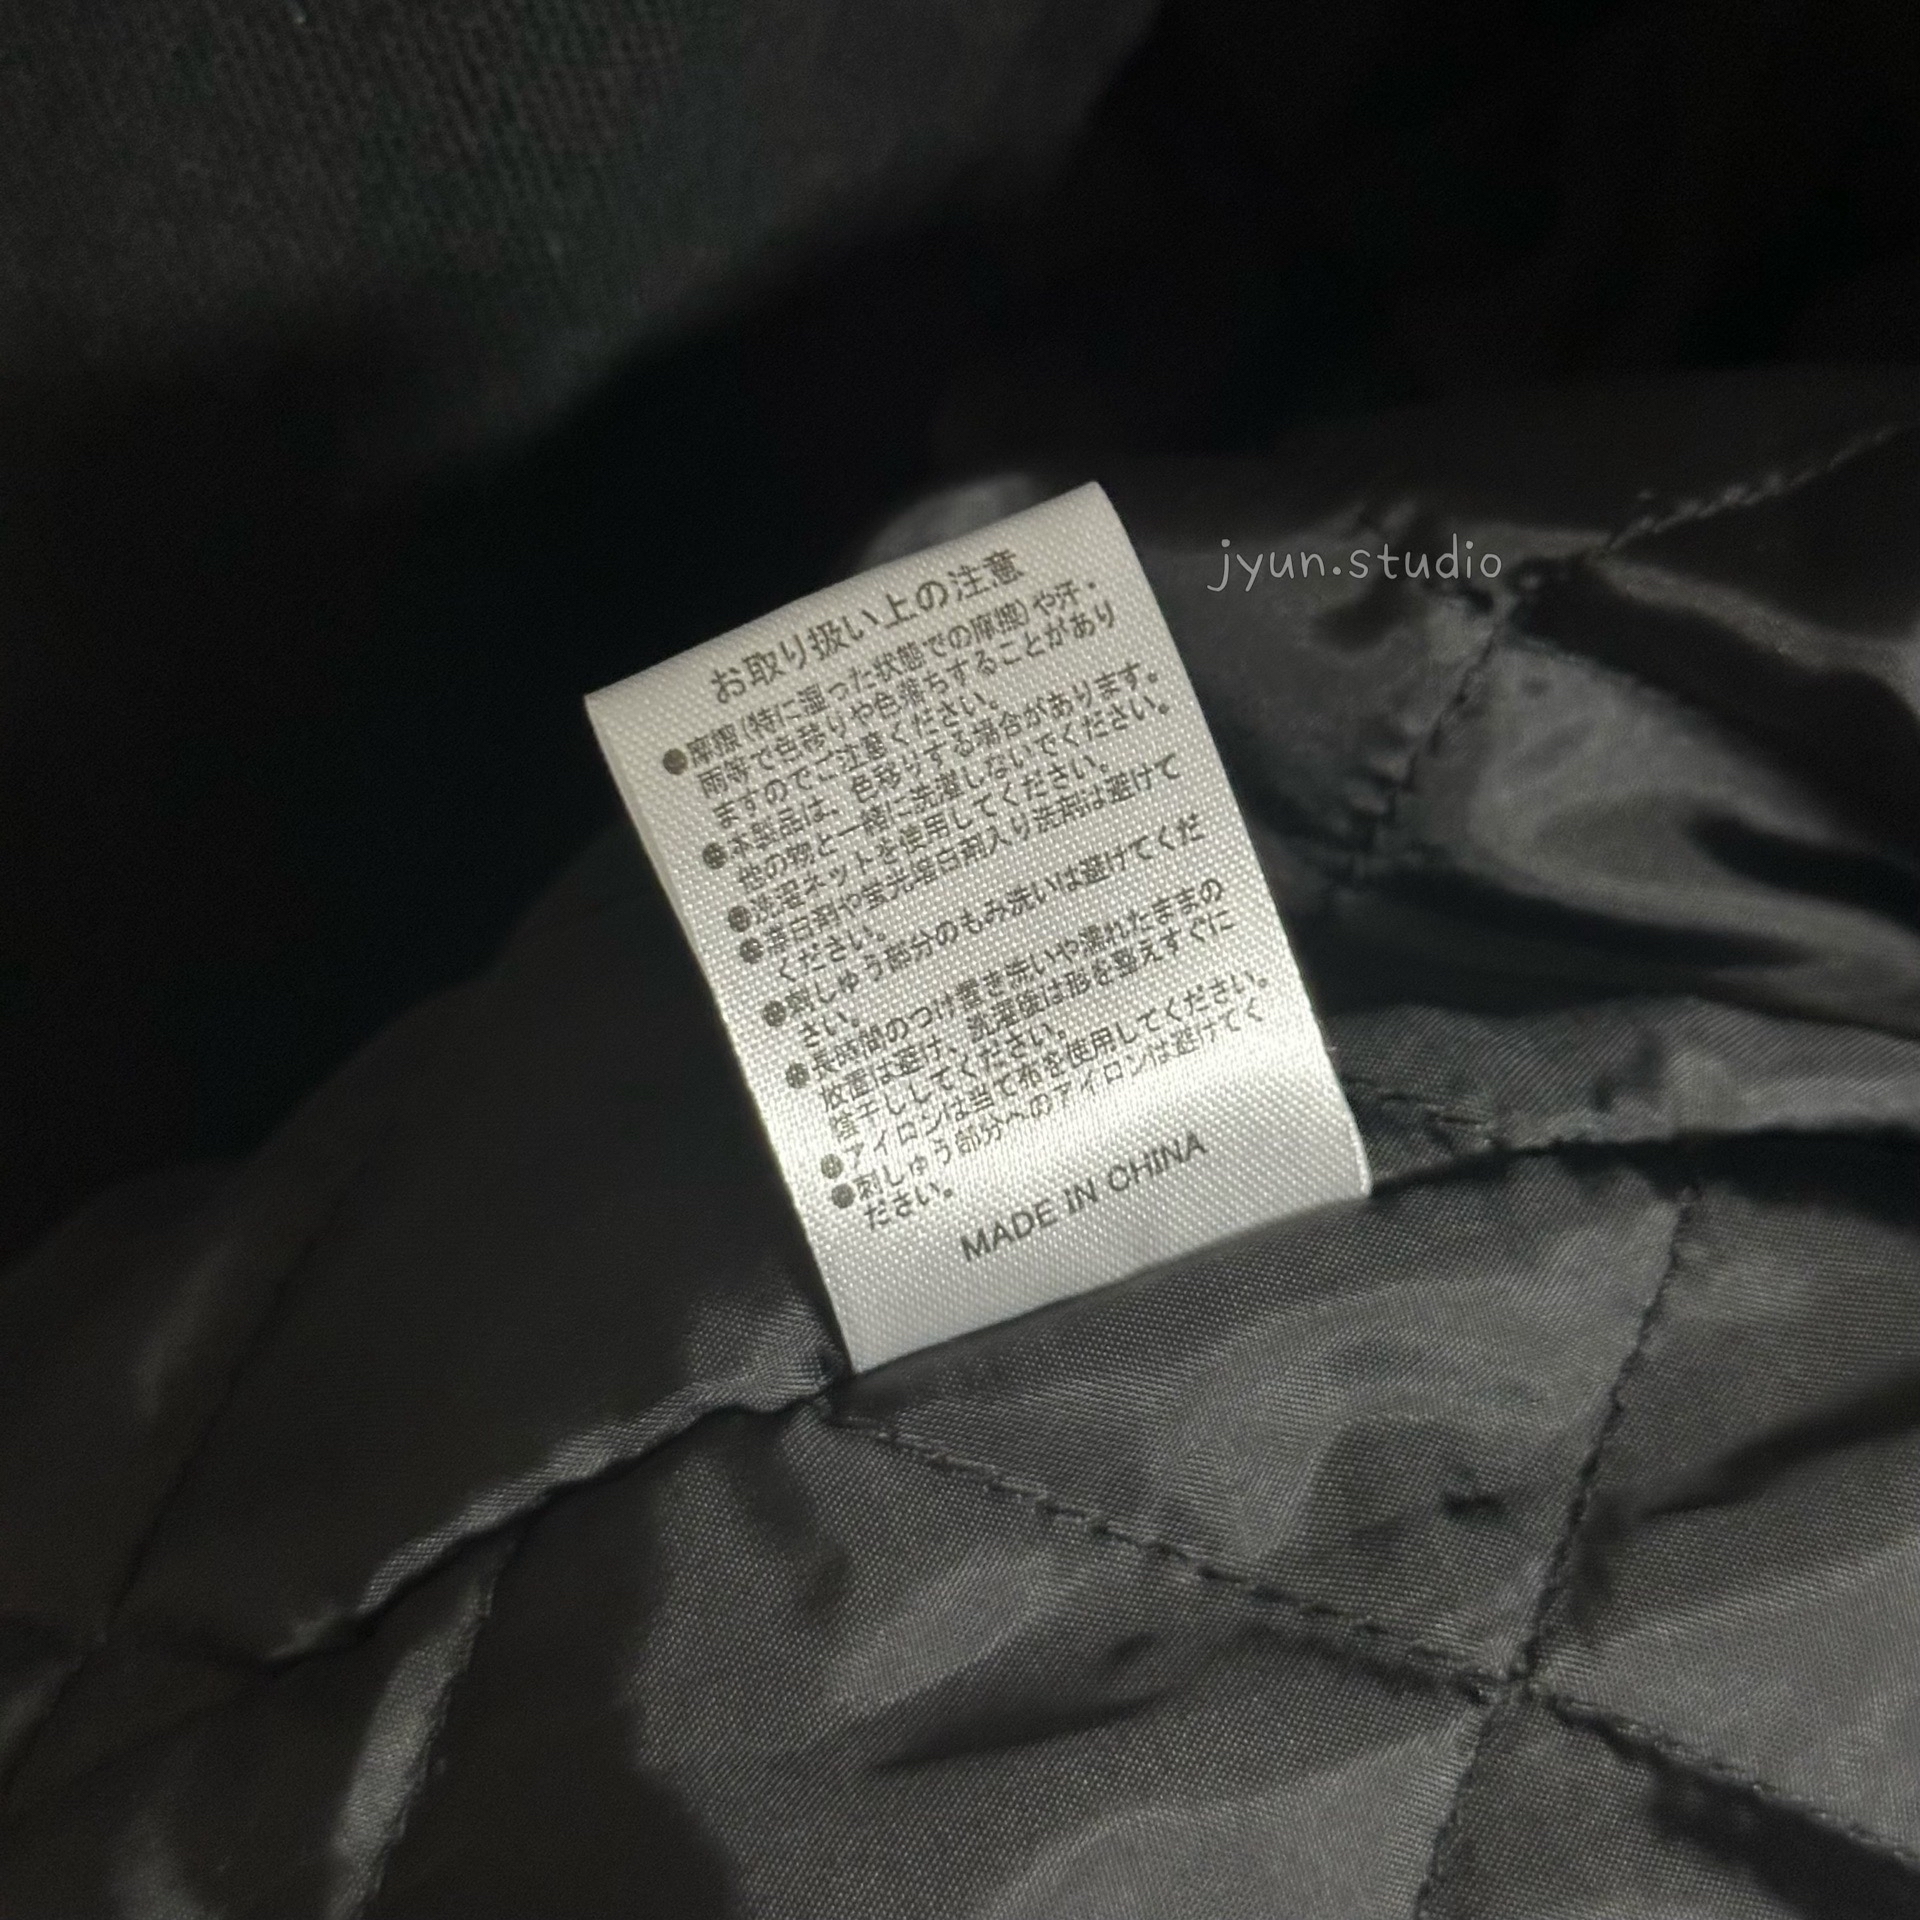 jyun.studio
お取り扱い上の注意
●摩擦(特に湿った状態での摩擦)や汗・
雨等で色移りや色落ちすることがあり
ますのでご注意ください。
●本製品は、色移りする場合があります。
他の物と一緒に洗濯しないでください。
●洗濯ネットを使用してください。
●漂白剤や蛍光増白剤入り洗剤は避けて
ください。
●刺しゅう部分のもみ洗いは避けてくだ
さい。
●長時間のつけ置き洗いや濡れたままの
放置は避け、洗濯後は形を整えすぐに
陰干ししてください。
●アイロンは当て布を使用してください。
●刺しゅう部分へのアイロンは避けてく
ださい。
MADE IN CHINA